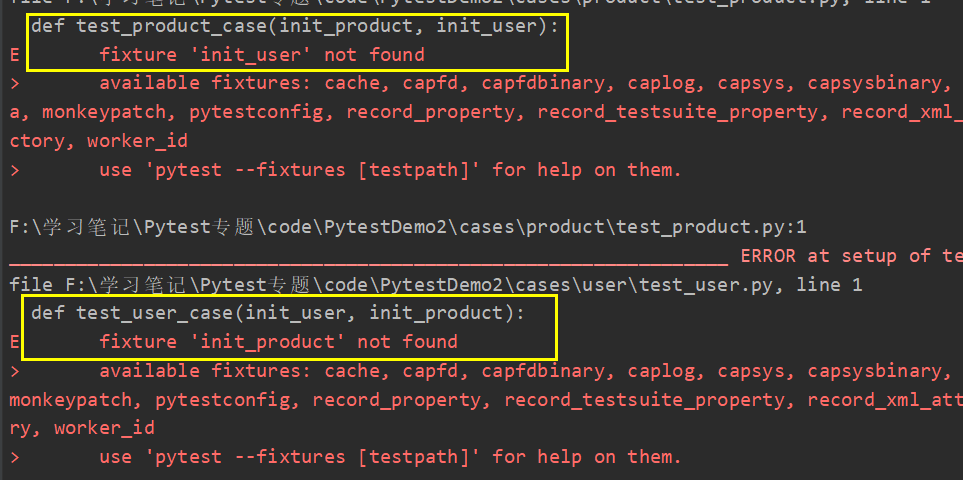 file F:\学习笔记\Pytest专题\code\PytestDemo2\cases\product\test_product.py, line 1
def test_product_case(init_product, init_user):
E fixture 'init_user' not found
> available fixtures: cache, capfd, capfdbinary, caplog, capsys, capsysbinary,
a, monkeypatch, pytestconfig, record_property, record_testsuite_property, record_xml_
ctory, worker_id
> use 'pytest --fixtures [testpath]' for help on them.
F:\学习笔记\Pytest专题\code\PytestDemo2\cases\product\test_product.py:1
ERROR at setup of te
file F:\学习笔记\Pytest专题\code\PytestDemo2\cases\user\test_user.py, line 1
def test_user_case(init_user, init_product):
E fixture 'init_product' not found
> available fixtures: cache, capfd, capfdbinary, caplog, capsys, capsysbinary,
monkeypatch, pytestconfig, record_property, record_testsuite_property, record_xml_att
ry, worker_id
> use 'pytest --fixtures [testpath]' for help on them.